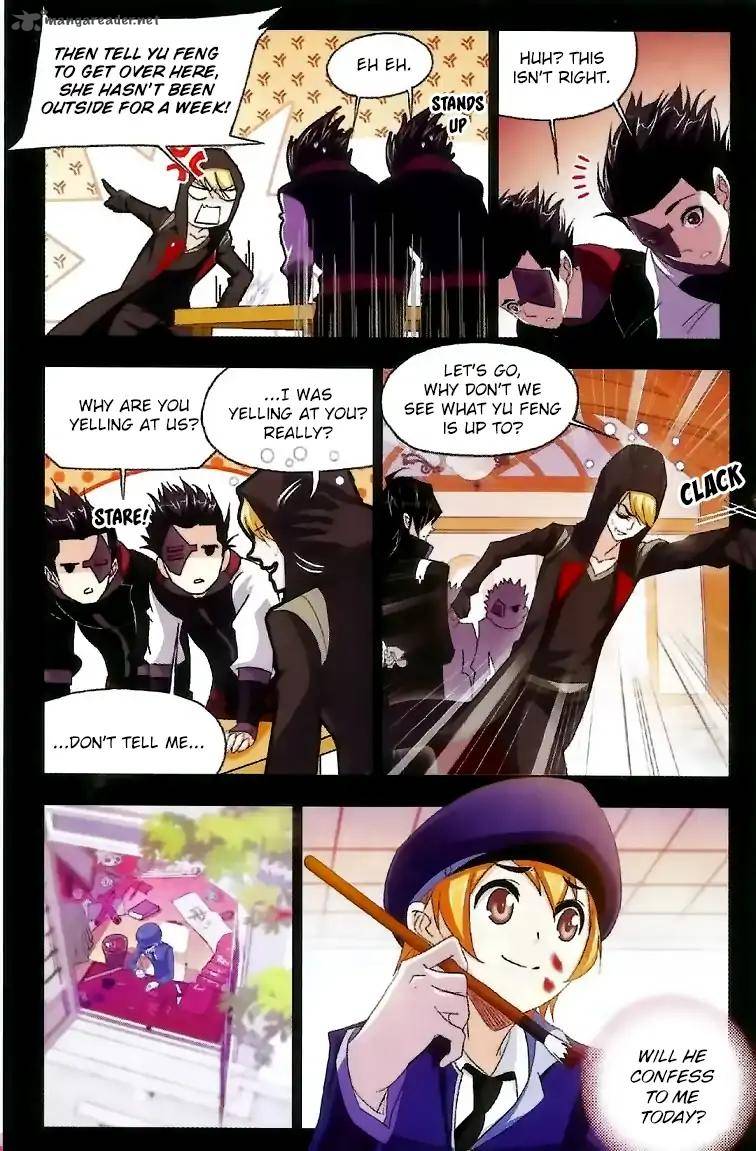 mangareader.net
THEN TELL YU FENG
TO GET OVER HERE,
SHE HASN'T BEEN
OUTSIDE FOR A WEEK!
EH EH.
STANDS
UP
HUH? THIS
ISN'T RIGHT.
WHY ARE YOU
YELLING AT US?
...I WAS
YELLING AT YOU?
REALLY?
STARE!
...DON'T TELL ME...
LET'S GO,
WHY DON'T WE
SEE WHAT YU FENG
IS UP TO?
CLACK
WILL HE
CONFESS
TO ME
TODAY?